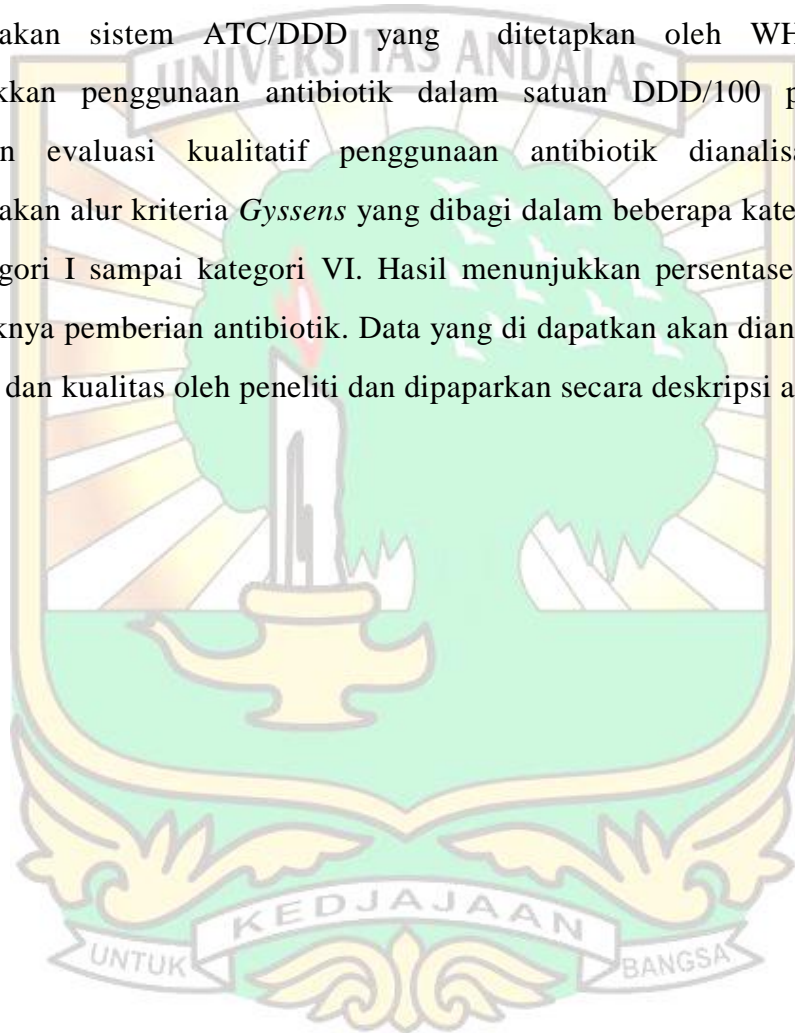 akan sistem ATC/DDD yang ditetapkan oleh WH
kkan penggunaan antibiotik dalam satuan DDD/100 p
n evaluasi kualitatif penggunaan antibiotik dianalisa
akan alur kriteria Gyssens yang dibagi dalam beberapa kate
gori I sampai kategori VI. Hasil menunjukkan persentase
knya pemberian antibiotik. Data yang di dapatkan akan dian
dan kualitas oleh peneliti dan dipaparkan secara deskripsi a
UNIVERSITAS ANDALAS
KEDJAJAAN
UNTUK
BANGSA